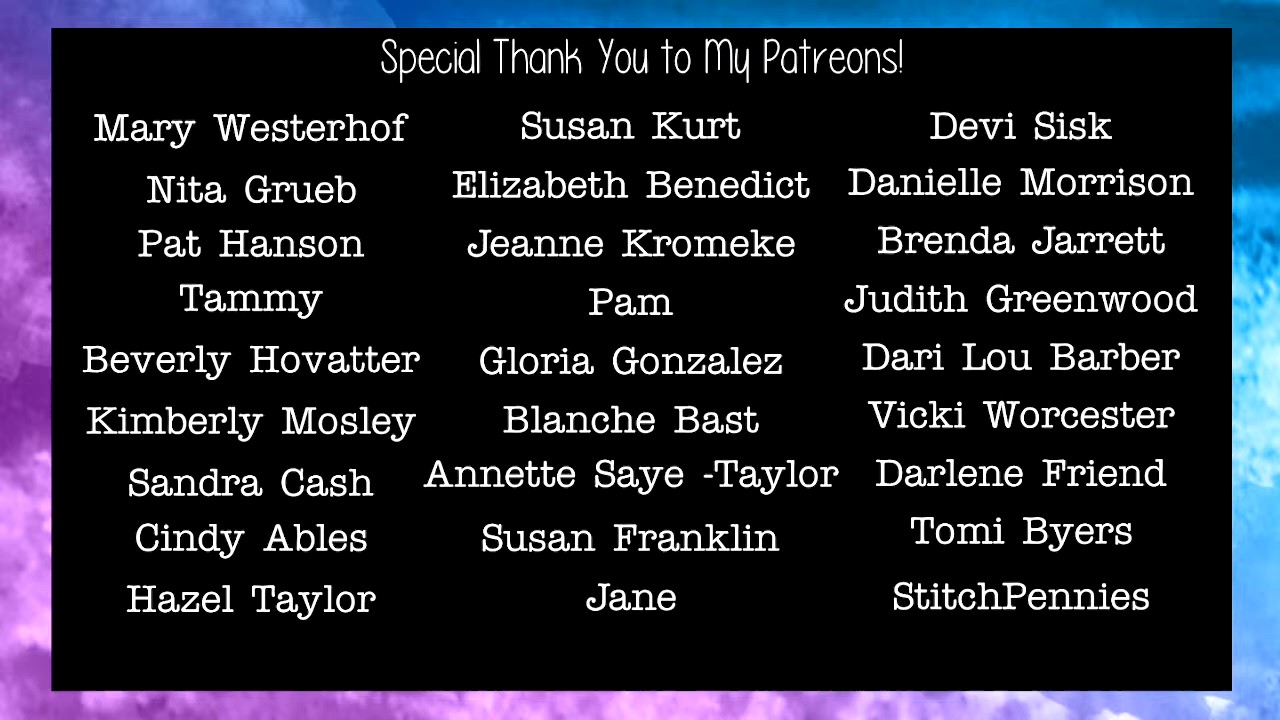 Special Thank You to My Patreons!
Mary Westerhof
Nita Grueb
Pat Hanson
Tammy
Beverly Hovatter
Kimberly Mosley
Sandra Cash
Cindy Ables
Hazel Taylor
Susan Kurt
Elizabeth Benedict
Jeanne Kromeke
Pam
Gloria Gonzalez
Blanche Bast
Annette Saye -Taylor
Susan Franklin
Jane
Devi Sisk
Danielle Morrison
Brenda Jarrett
Judith Greenwood
Dari Lou Barber
Vicki Worcester
Darlene Friend
Tomi Byers
StitchPennies